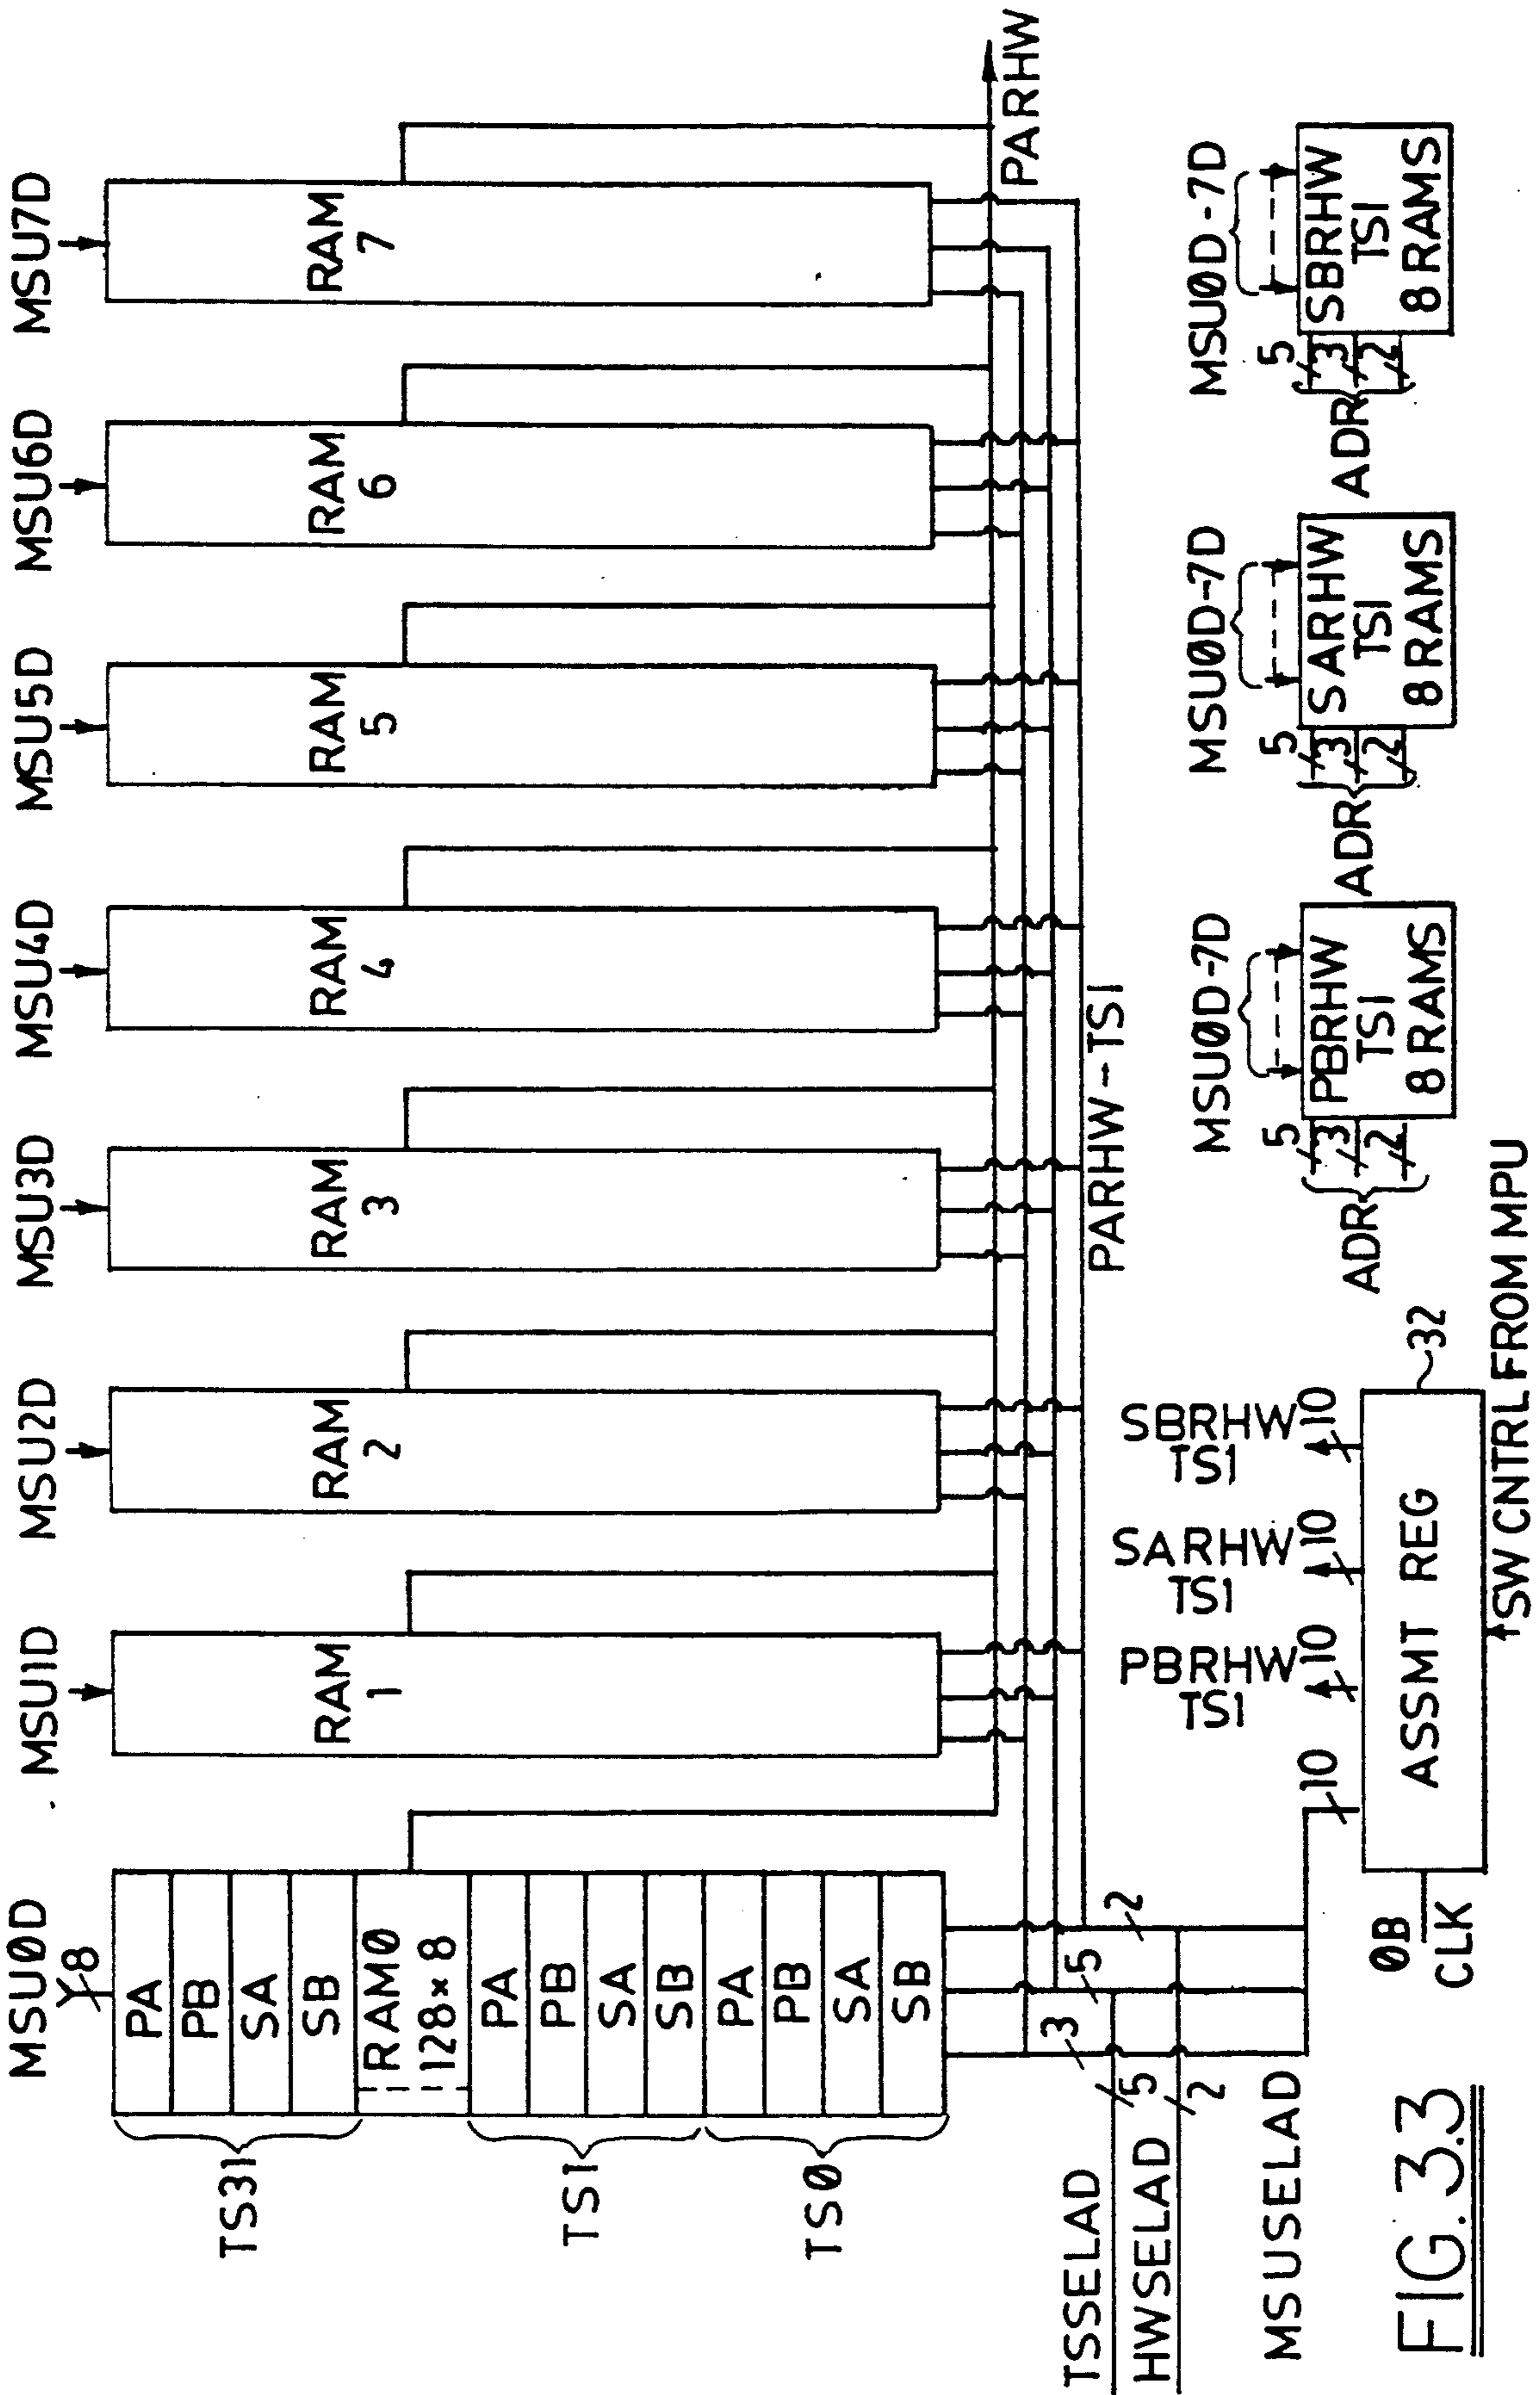 MSU0D
MSU1D
MSU2D
MSU3D
MSU4D
MSU5D
MSU6D
MSU7D
8
PA
PB
SA
SB
RAM0
128×8
PA
PB
SA
SB
PA
PB
SA
SB
TS31
TS1
TS0
RAM
1
RAM
2
RAM
3
RAM
4
RAM
5
RAM
6
RAM
7
PARHW
PARHW-TSI
3
5
2
TSSELAD
5
HWSELAD
2
MSUSELAD
10
PBRHW
TS1
10
SARHW
TS1
10
SBRHW
TS1
10
ØB
CLK
ASSMT REG
32
SW CNTRL FROM MPU
MSUØD-7D
5
3
2
ADR
PBRHW
TSI
8 RAMS
MSUØD-7D
5
3
2
ADR
SARHW
TSI
8 RAMS
MSUØD-7D
5
3
2
ADR
SBRHW
TSI
8 RAMS
FIG. 3.3